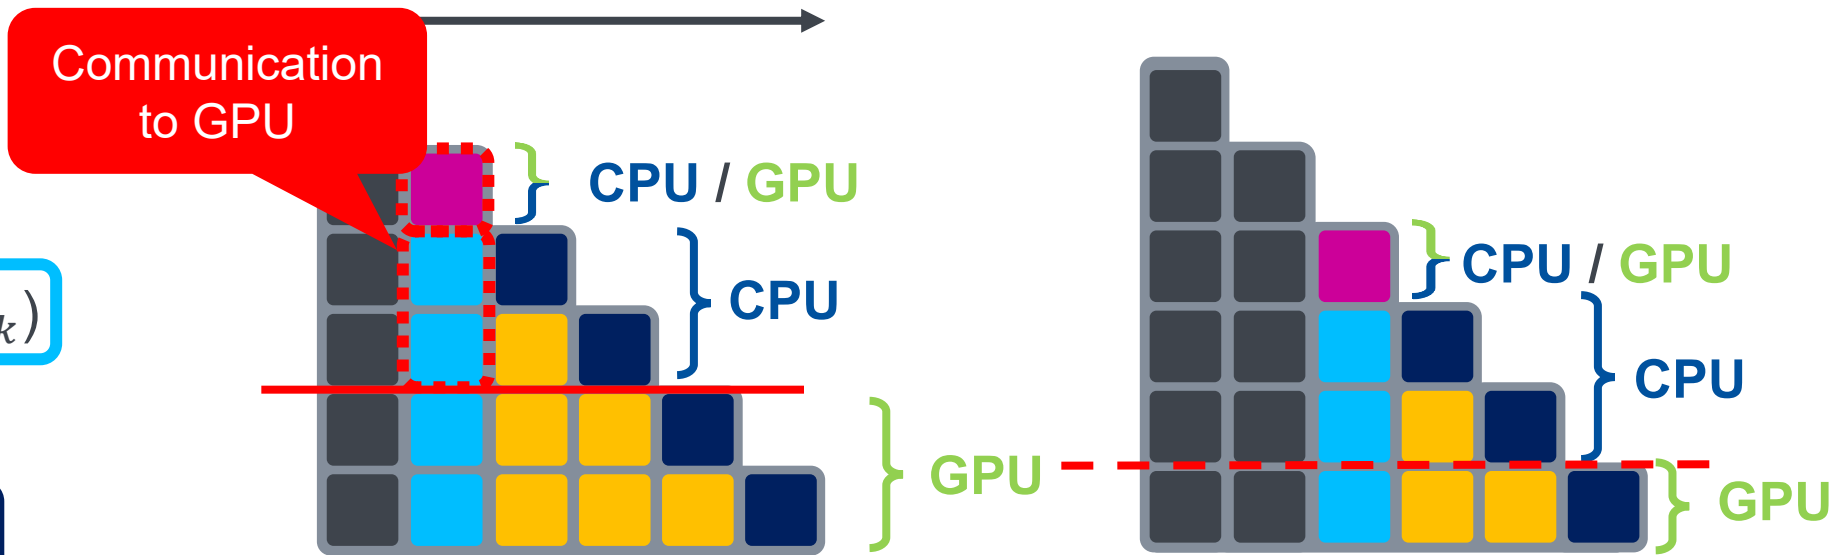 Communication
to GPU
CPU / GPU
CPU
GPU
k)
CPU / GPU
CPU
GPU